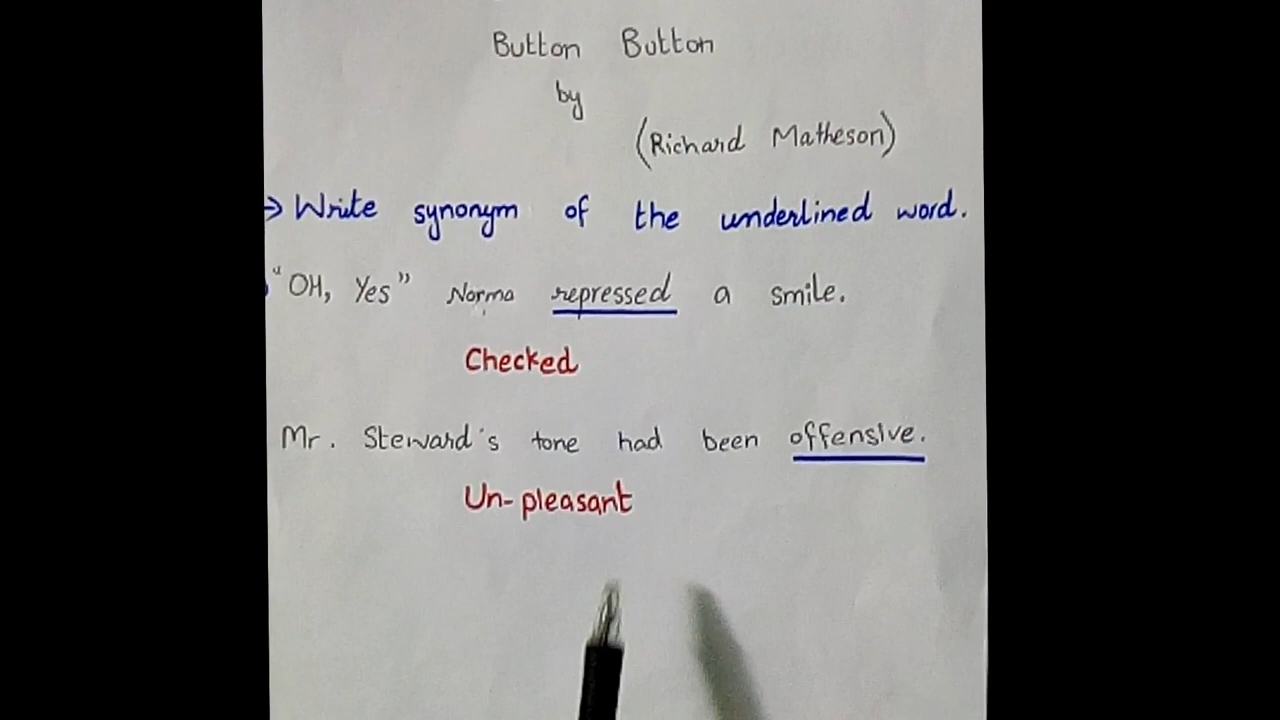 Button Button
by
(Richard Matheson)
→ Write synonym of the underlined word.
"OH, Yes" Norma repressed a smile.
Checked
Mr. Steward's tone had been offensive.
Un-pleasant